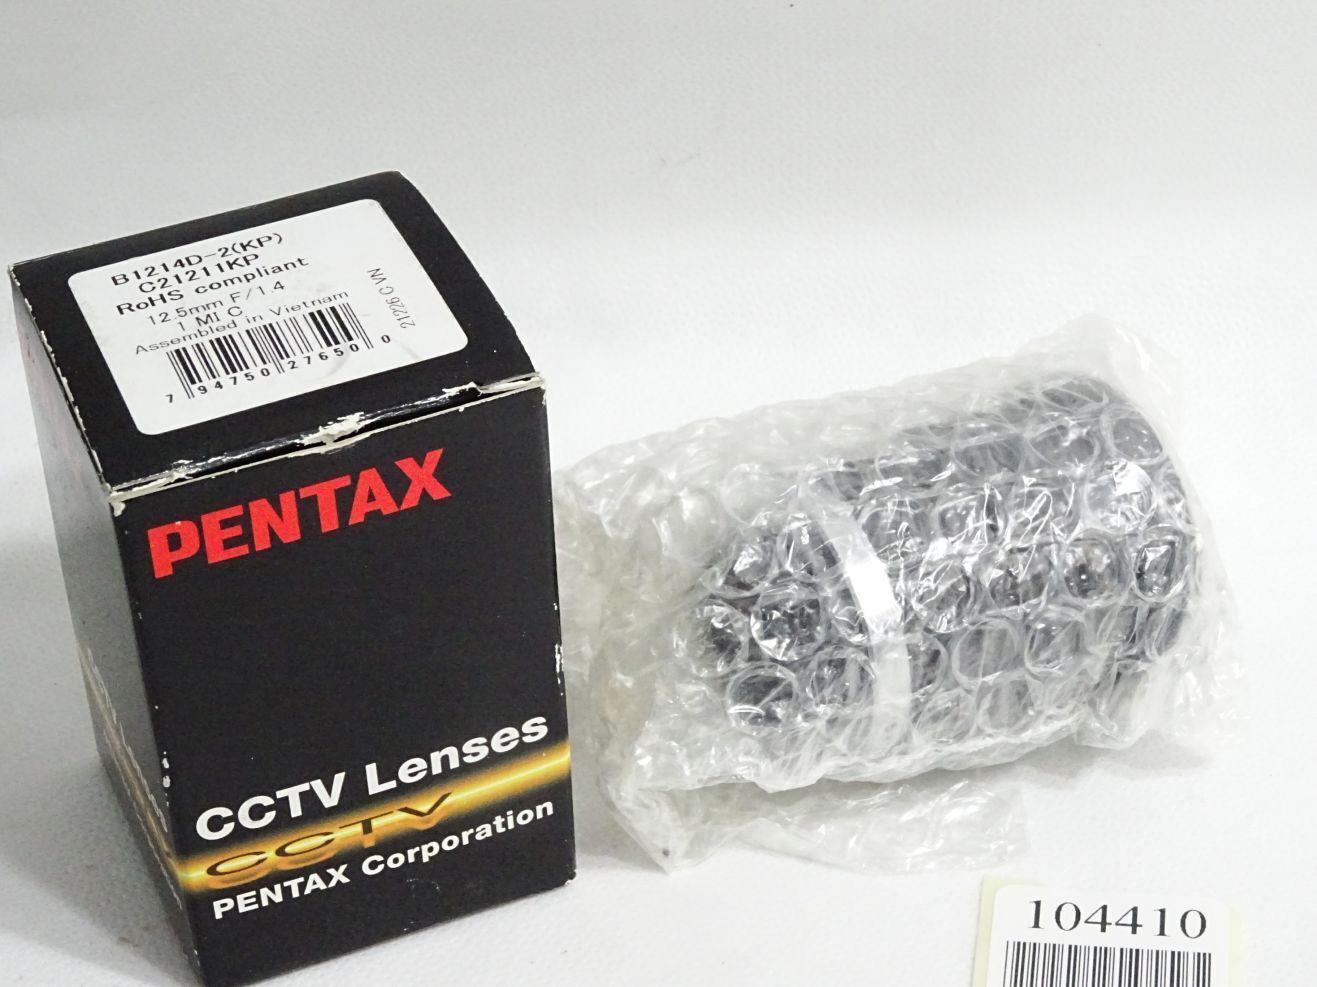 B1214D-2(KP)
C21211KP
RoHS compliant
12.5mm F/1.4
1 MI C
Assembled in Vietnam
21226 C VN
7 94750 27650 0
PENTAX
CCTV Lenses
CCTV
PENTAX Corporation
104410